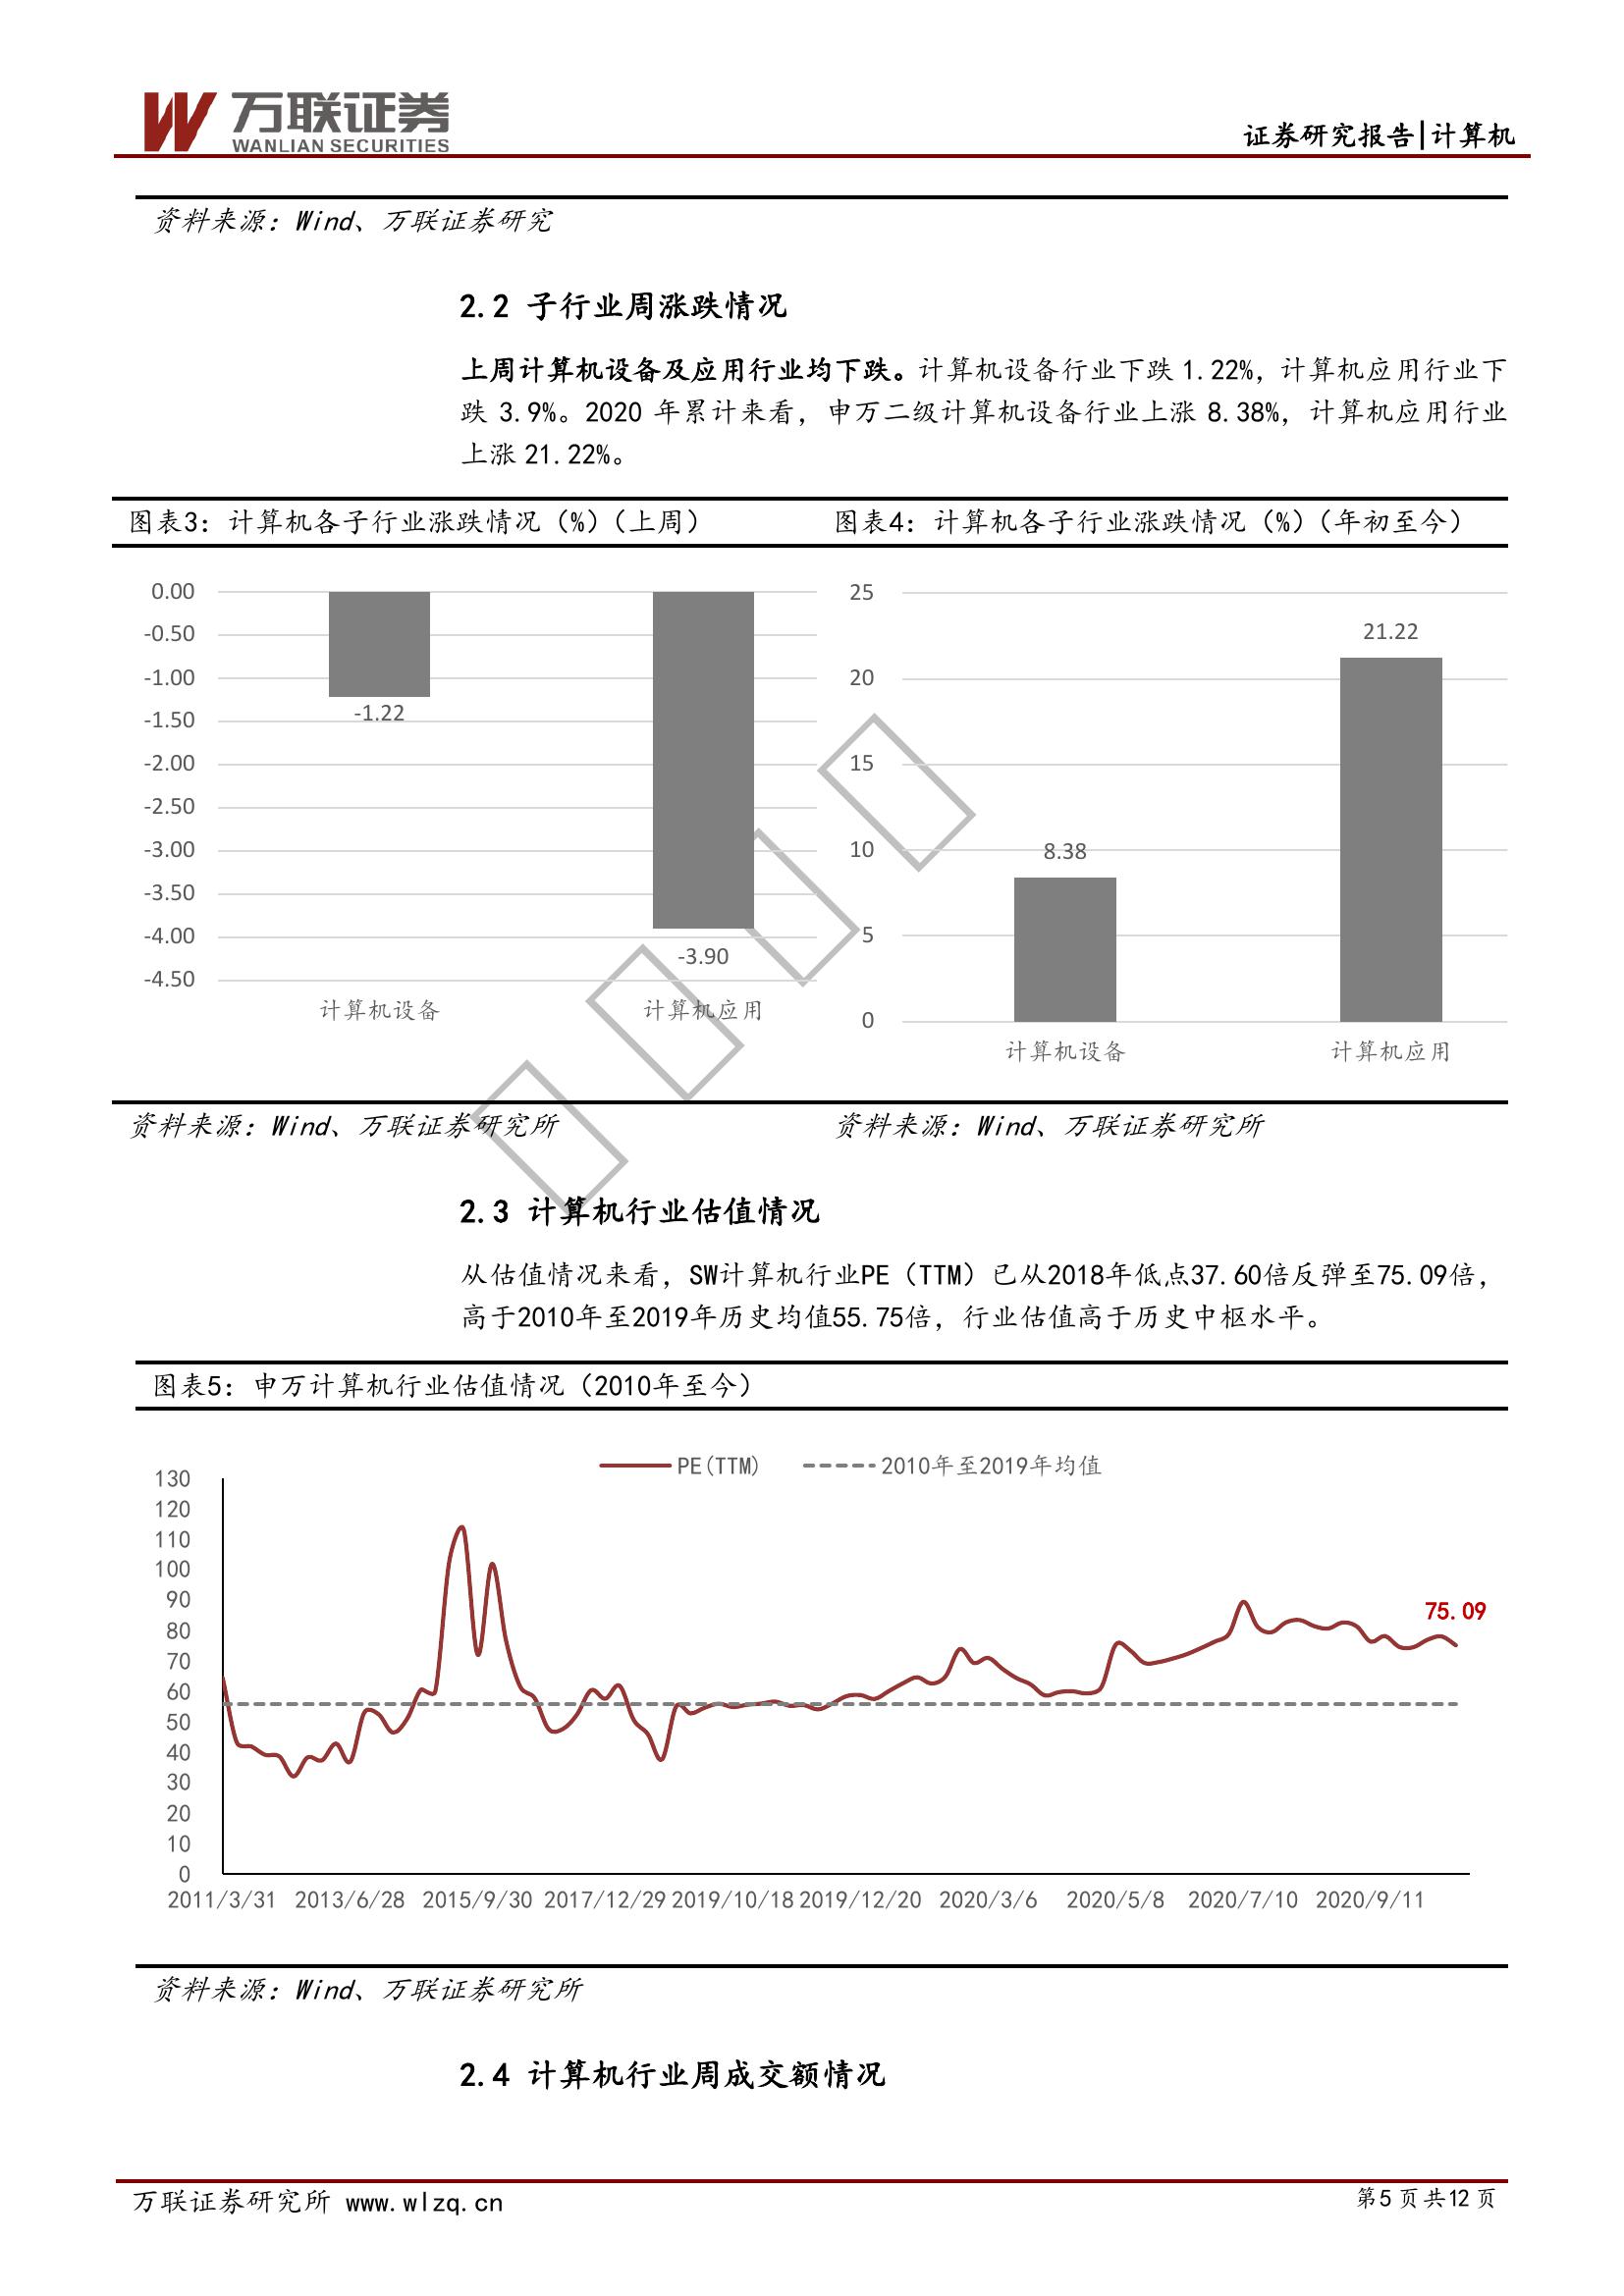 万联证券
WANLIAN SECURITIES
证券研究报告|计算机
资料来源：Wind、万联证券研究
2.2 子行业周涨跌情况
上周计算机设备及应用行业均下跌。计算机设备行业下跌 1.22%，计算机应用行业下
跌 3.9%。2020 年累计来看，申万二级计算机设备行业上涨 8.38%，计算机应用行业
上涨 21.22%。
图表3：计算机各子行业涨跌情况（%）（上周）
0.00
-0.50
-1.00
-1.50
-2.00
-2.50
-3.00
-3.50
-4.00
-4.50
-1.22
-3.90
计算机设备 计算机应用
资料来源：Wind、万联证券研究所
图表4：计算机各子行业涨跌情况（%）（年初至今）
25
20
15
10
5
0
21.22
8.38
计算机设备 计算机应用
资料来源：Wind、万联证券研究所
2.3 计算机行业估值情况
从估值情况来看，SW计算机行业PE（TTM）已从2018年低点37.60倍反弹至75.09倍，
高于2010年至2019年历史均值55.75倍，行业估值高于历史中枢水平。
图表5：申万计算机行业估值情况（2010年至今）
PE(TTM) 2010年至2019年均值
130
120
110
100
90
80
70
60
50
40
30
20
10
0
75.09
2011/3/31 2013/6/28 2015/9/30 2017/12/29 2019/10/18 2019/12/20 2020/3/6 2020/5/8 2020/7/10 2020/9/11
资料来源：Wind、万联证券研究所
2.4 计算机行业周成交额情况
万联证券研究所 www.wlzq.cn
第5页共12页